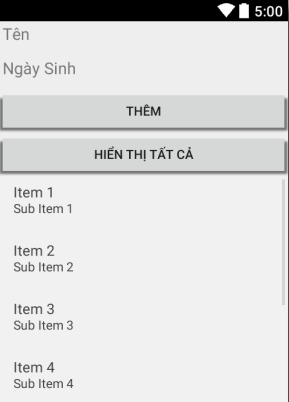 5:00
Tên
Ngày Sinh
THÊM
HIỂN THỊ TẤT CẢ
Item 1
Sub Item 1
Item 2
Sub Item 2
Item 3
Sub Item 3
Item 4
Sub Item 4